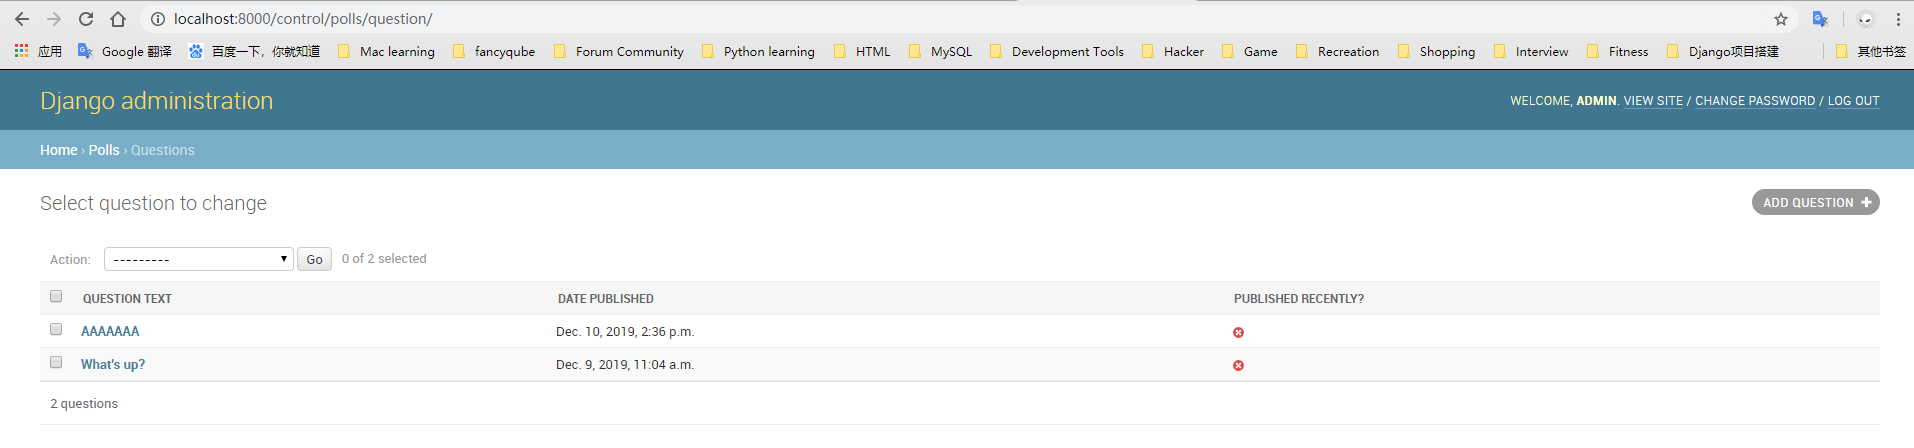 localhost:8000/control/polls/question/
应用 Google 翻译 百度一下，你就知道 Mac learning fancyqube Forum Community Python learning HTML MySQL Development Tools Hacker Game Recreation Shopping Interview Fitness Django项目搭建 其他书签
Django administration WELCOME, ADMIN. VIEW SITE / CHANGE PASSWORD / LOG OUT
Home › Polls › Questions
Select question to change ADD QUESTION +
Action: --------- Go 0 of 2 selected
QUESTION TEXT DATE PUBLISHED PUBLISHED RECENTLY?
AAAAAAA Dec. 10, 2019, 2:36 p.m.
What's up? Dec. 9, 2019, 11:04 a.m.
2 questions